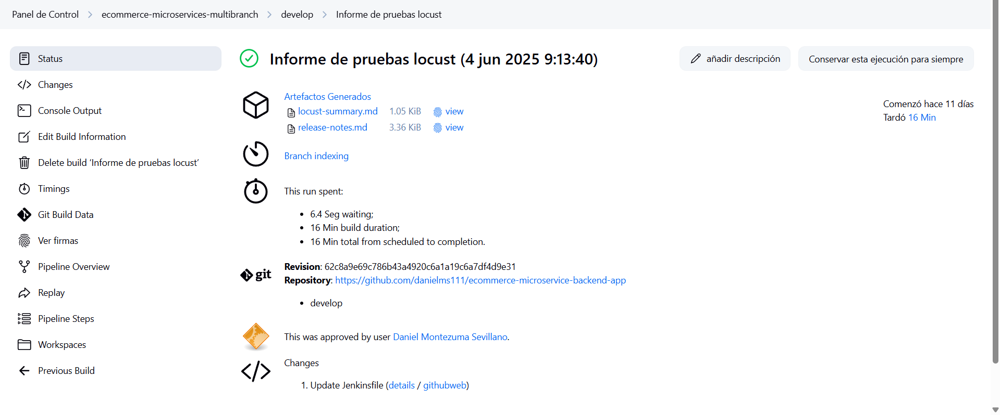 Panel de Control > ecommerce-microservices-multibranch > develop > Informe de pruebas locust
Status
Changes
Console Output
Edit Build Information
Delete build ‘Informe de pruebas locust’
Timings
Git Build Data
Ver firmas
Pipeline Overview
Replay
Pipeline Steps
Workspaces
Previous Build
Informe de pruebas locust (4 jun 2025 9:13:40)
añadir descripción
Conservar esta ejecución para siempre
Comenzó hace 11 días
Tardó 16 Min
Artefactos Generados
locust-summary.md 1.05 KiB view
release-notes.md 3.36 KiB view
Branch indexing
This run spent:
• 6.4 Seg waiting;
• 16 Min build duration;
• 16 Min total from scheduled to completion.
git
Revision: 62c8a9e69c786b43a4920c6a1a19c6a7df4d9e31
Repository: https://github.com/danielms111/ecommerce-microservice-backend-app
• develop
This was approved by user Daniel Montezuma Sevillano.
Changes
1. Update Jenkinsfile (details / githubweb)